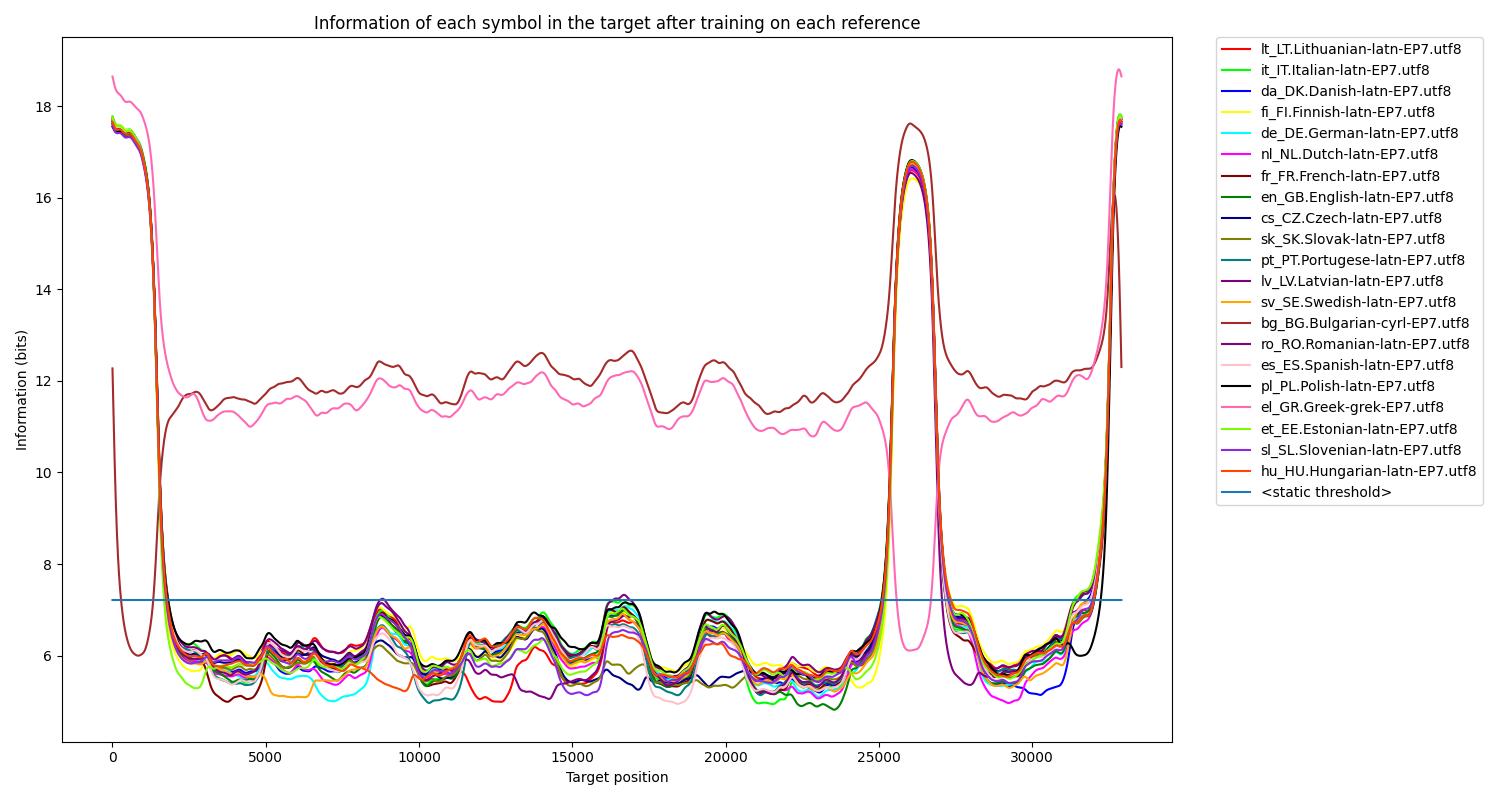 Information of each symbol in the target after training on each reference
Information (bits)
18
16
14
12
10
8
6
0
5000
10000
15000
20000
25000
30000
Target position
lt_LT.Lithuanian-latn-EP7.utf8
it_IT.Italian-latn-EP7.utf8
da_DK.Danish-latn-EP7.utf8
fi_FI.Finnish-latn-EP7.utf8
de_DE.German-latn-EP7.utf8
nl_NL.Dutch-latn-EP7.utf8
fr_FR.French-latn-EP7.utf8
en_GB.English-latn-EP7.utf8
cs_CZ.Czech-latn-EP7.utf8
sk_SK.Slovak-latn-EP7.utf8
pt_PT.Portugese-latn-EP7.utf8
lv_LV.Latvian-latn-EP7.utf8
sv_SE.Swedish-latn-EP7.utf8
bg_BG.Bulgarian-cyrl-EP7.utf8
ro_RO.Romanian-latn-EP7.utf8
es_ES.Spanish-latn-EP7.utf8
pl_PL.Polish-latn-EP7.utf8
el_GR.Greek-grek-EP7.utf8
et_EE.Estonian-latn-EP7.utf8
sl_SL.Slovenian-latn-EP7.utf8
hu_HU.Hungarian-latn-EP7.utf8
&lt;static threshold&gt;